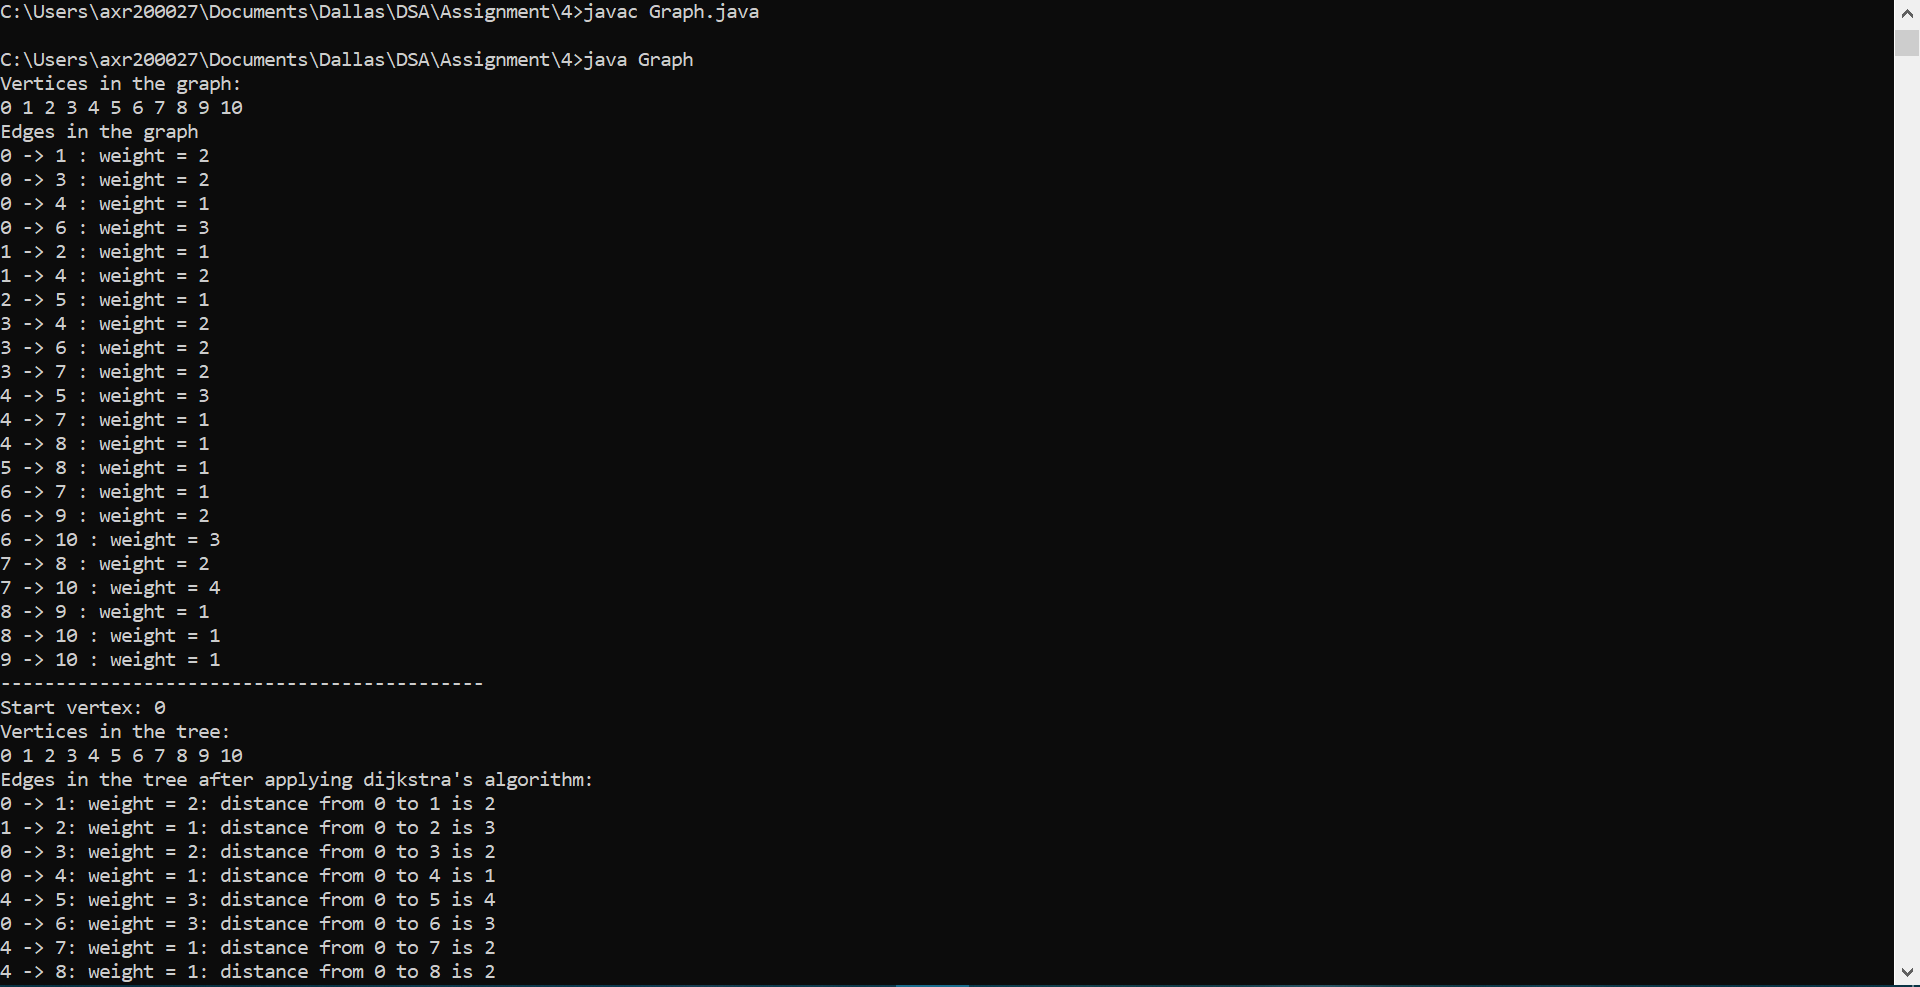 C:\Users\axr200027\Documents\Dallas\DSA\Assignment\4>javac Graph.java
C:\Users\axr200027\Documents\Dallas\DSA\Assignment\4>java Graph
Vertices in the graph:
0 1 2 3 4 5 6 7 8 9 10
Edges in the graph
0 -> 1 : weight = 2
0 -> 3 : weight = 2
0 -> 4 : weight = 1
0 -> 6 : weight = 3
1 -> 2 : weight = 1
1 -> 4 : weight = 2
2 -> 5 : weight = 1
3 -> 4 : weight = 2
3 -> 6 : weight = 2
3 -> 7 : weight = 2
4 -> 5 : weight = 3
4 -> 7 : weight = 1
4 -> 8 : weight = 1
5 -> 8 : weight = 1
6 -> 7 : weight = 1
6 -> 9 : weight = 2
6 -> 10 : weight = 3
7 -> 8 : weight = 2
7 -> 10 : weight = 4
8 -> 9 : weight = 1
8 -> 10 : weight = 1
9 -> 10 : weight = 1
--------------------------------------------
Start vertex: 0
Vertices in the tree:
0 1 2 3 4 5 6 7 8 9 10
Edges in the tree after applying dijkstra's algorithm:
0 -> 1: weight = 2: distance from 0 to 1 is 2
1 -> 2: weight = 1: distance from 0 to 2 is 3
0 -> 3: weight = 2: distance from 0 to 3 is 2
0 -> 4: weight = 1: distance from 0 to 4 is 1
4 -> 5: weight = 3: distance from 0 to 5 is 4
0 -> 6: weight = 3: distance from 0 to 6 is 3
4 -> 7: weight = 1: distance from 0 to 7 is 2
4 -> 8: weight = 1: distance from 0 to 8 is 2